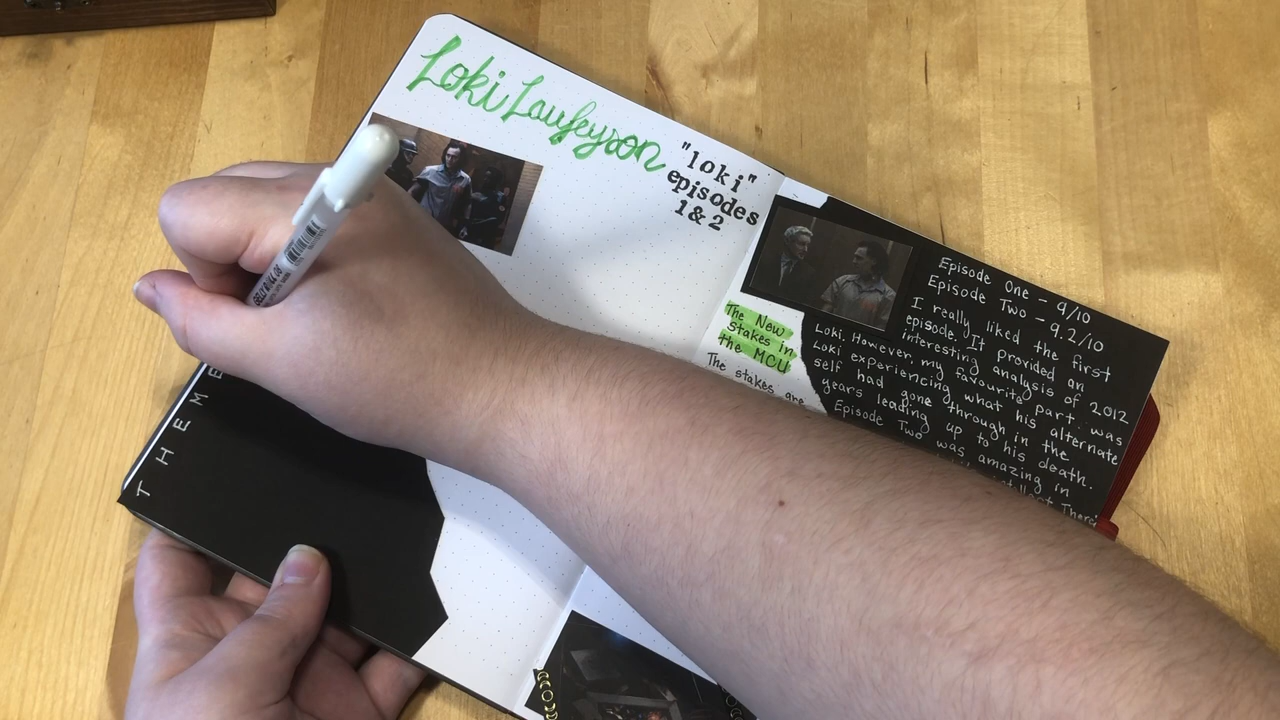 Loki Laufeyson
"loki"
episodes
1 & 2
THEME
The New
Stakes in
the MCU
The stakes are
Episode One - 9/10
Episode Two - 9.2/10
I really liked the first
episode. It provided an
interesting analysis of 2012
Loki. However, my favourite part was
Loki experiencing what his alternate
self had gone through in the
years leading up to his death.
Episode Two was amazing in